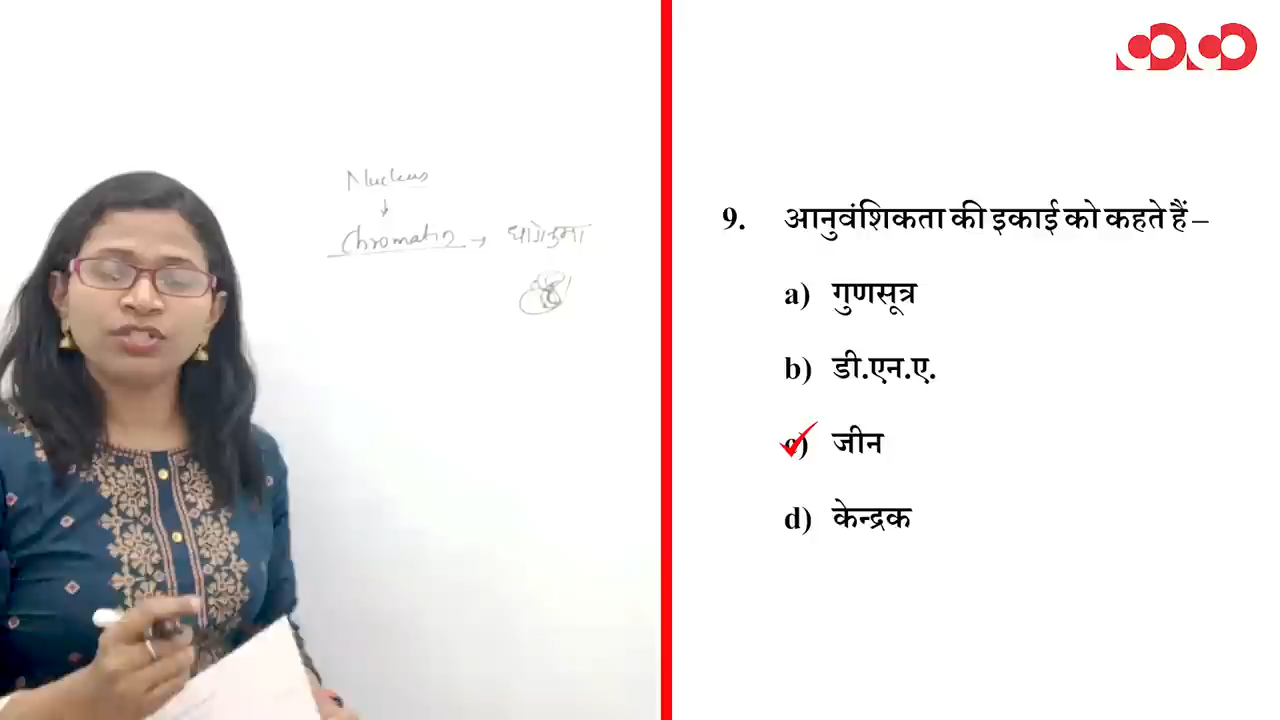 Nucleus
↓
Chromatin → धागेनुमा
9. आनुवंशिकता की इकाई को कहते हैं –
a) गुणसूत्र
b) डी.एन.ए.
c) जीन
d) केन्द्रक